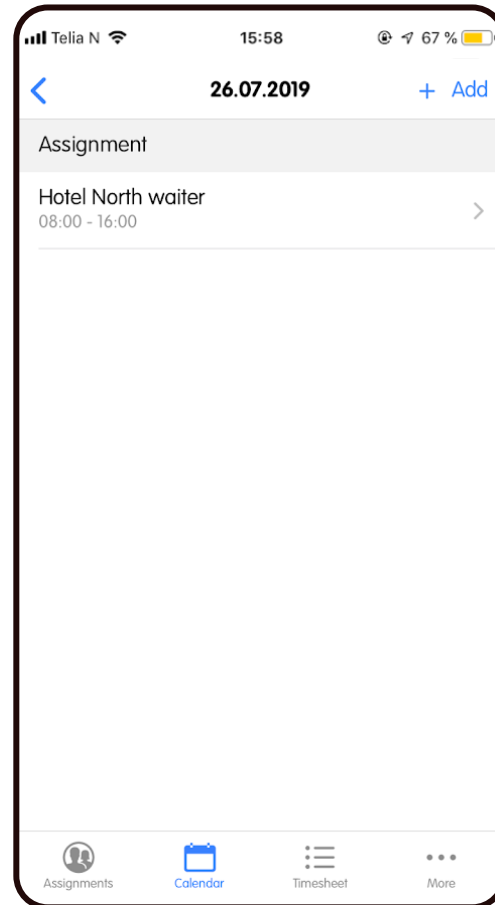 Telia N 15:58 67 %
26.07.2019 + Add
Assignment
Hotel North waiter
08:00 - 16:00
Assignments Calendar Timesheet More